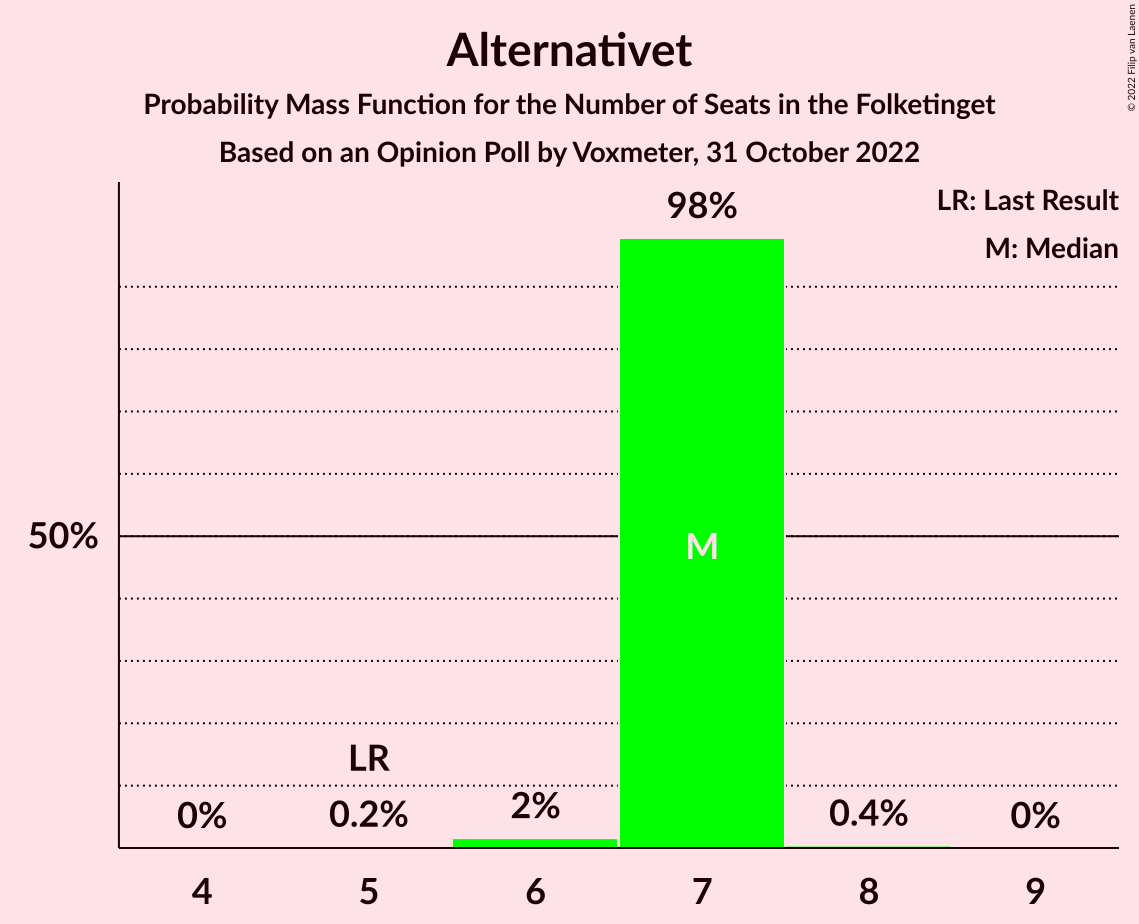 Alternativet
Probability Mass Function for the Number of Seats in the Folketinget
Based on an Opinion Poll by Voxmeter, 31 October 2022
© 2022 Filip van Laenen
LR: Last Result
M: Median
98%
50%
M
LR
0%
0.2%
2%
0.4%
0%
4
5
6
7
8
9